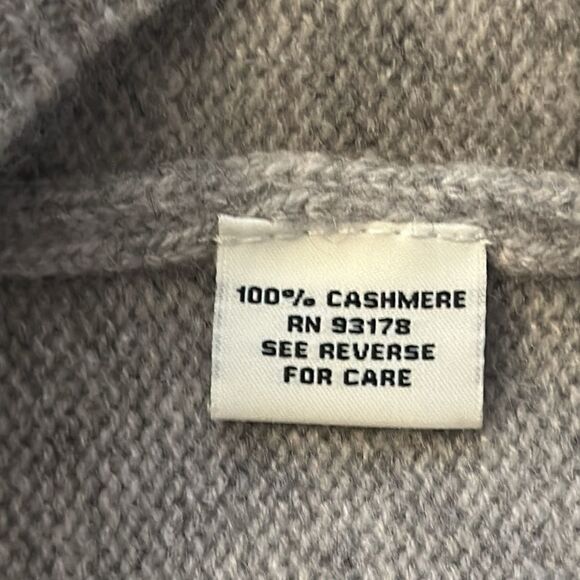 100% CASHMERE
RN 93178
SEE REVERSE
FOR CARE